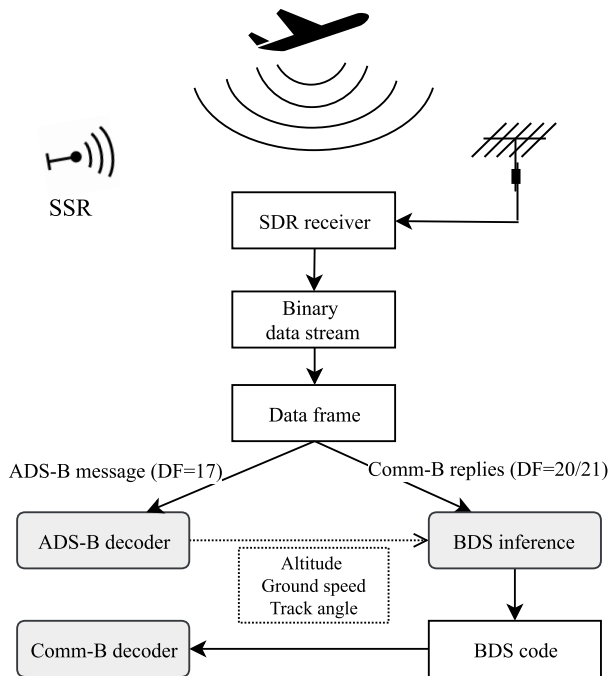 SSR
SDR receiver
Binary
data stream
Data frame
ADS-B message (DF=17)
Comm-B replies (DF=20/21)
ADS-B decoder
BDS inference
Altitude
Ground speed
Track angle
Comm-B decoder
BDS code